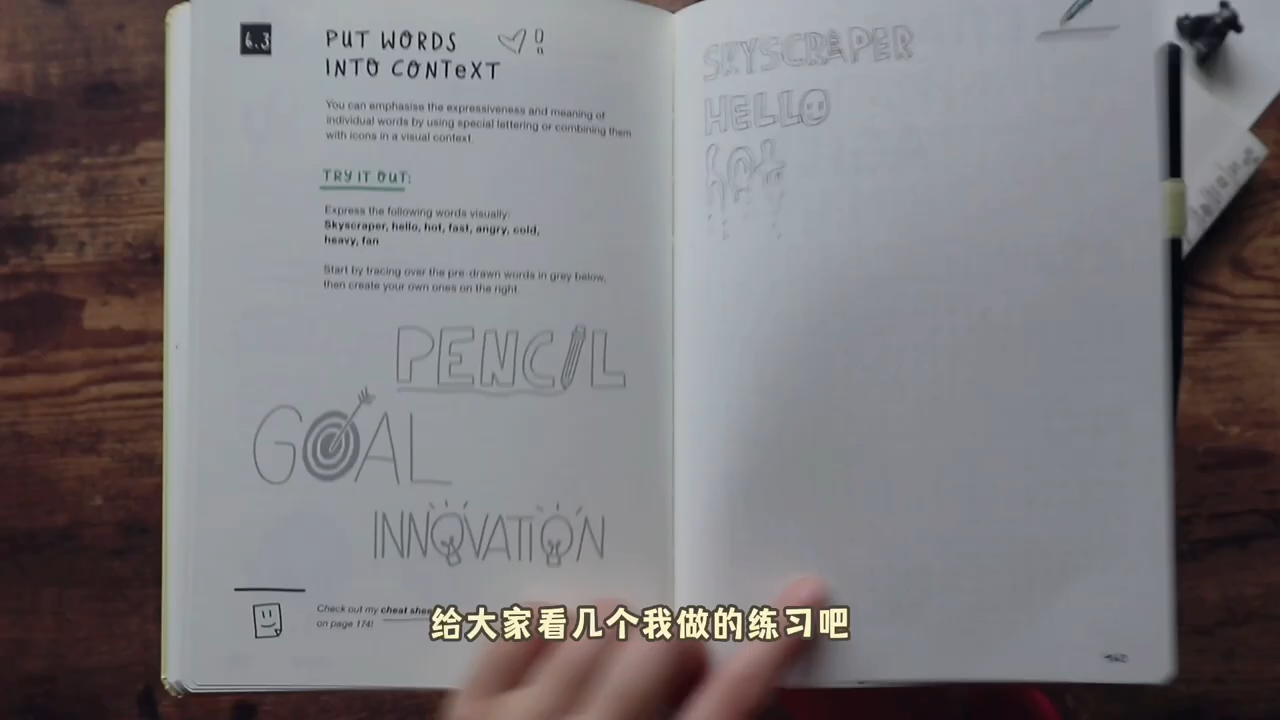 6.3
PUT WORDS
INTO CONTEXT
You can emphasise the expressiveness and meaning of
individual words by using special lettering or combining them
with icons in a visual context.
TRY IT OUT:
Express the following words visually:
Skyscraper, hello, hot, fast, angry, cold,
heavy, fan
Start by tracing over the pre-drawn words in grey below,
then create your own ones on the right.
PENCIL
GOAL
INNOVATION
Check out my cheat shee
on page 174!
SKYSCRAPER
HELLO
hot
给大家看几个我做的练习吧